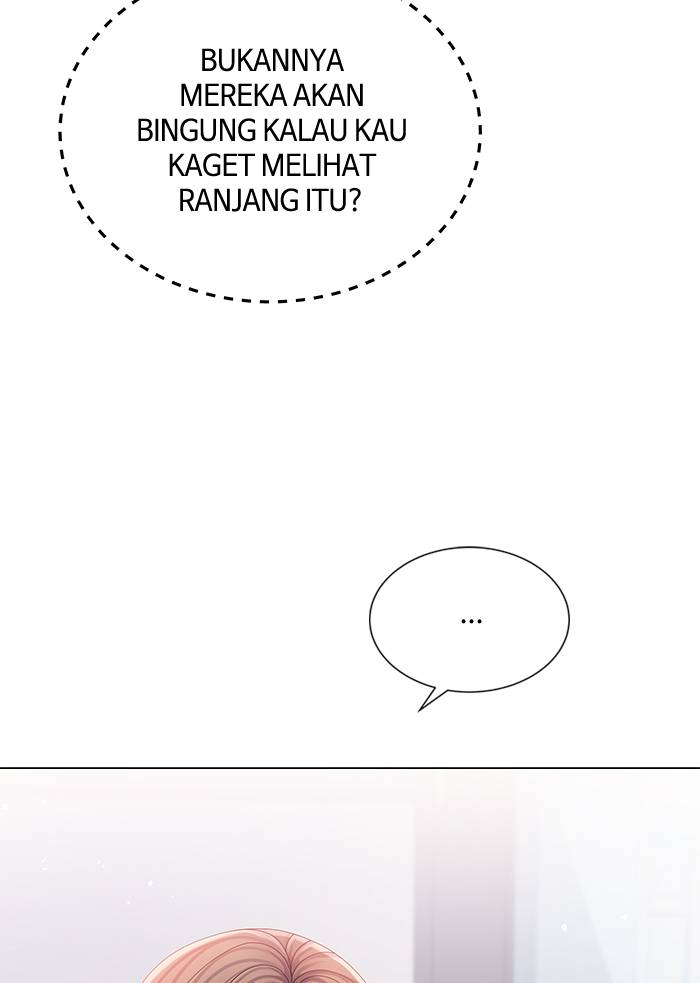 BUKANNYA
MEREKA AKAN
BINGUNG KALAU KAU
KAGET MELIHAT
RANJANG ITU?
...